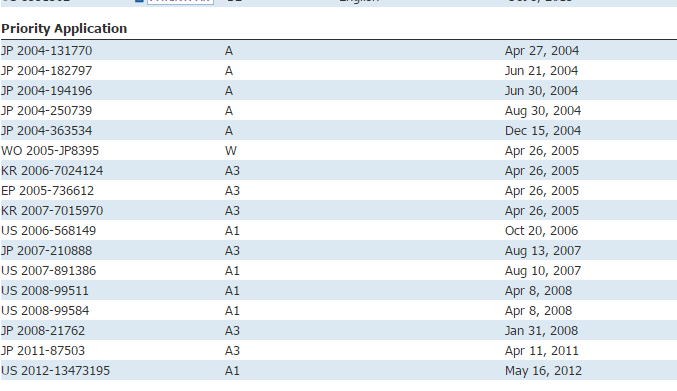 English
Priority Application
JP 2004-131770 A Apr 27, 2004
JP 2004-182797 A Jun 21, 2004
JP 2004-194196 A Jun 30, 2004
JP 2004-250739 A Aug 30, 2004
JP 2004-363534 A Dec 15, 2004
WO 2005-JP8395 W Apr 26, 2005
KR 2006-7024124 A3 Apr 26, 2005
EP 2005-736612 A3 Apr 26, 2005
KR 2007-7015970 A3 Apr 26, 2005
US 2006-568149 A1 Oct 20, 2006
JP 2007-210888 A3 Aug 13, 2007
US 2007-891386 A1 Aug 10, 2007
US 2008-99511 A1 Apr 8, 2008
US 2008-99584 A1 Apr 8, 2008
JP 2008-21762 A3 Jan 31, 2008
JP 2011-87503 A3 Apr 11, 2011
US 2012-13473195 A1 May 16, 2012